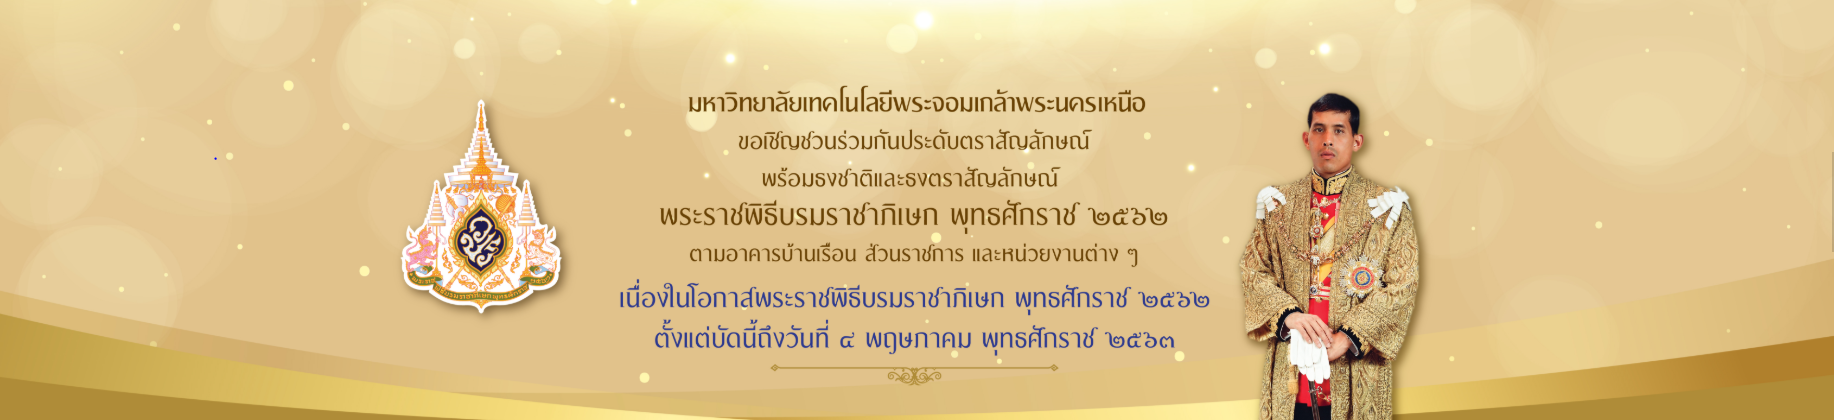 มหาวิทยาลัยเทคโนโลยีพระจอมเกล้าพระนครเหนือ
ขอเชิญชวนร่วมกันประดับตราสัญลักษณ์
พร้อมธงชาติและธงตราสัญลักษณ์
พระราชพิธีบรมราชาภิเษก พุทธศักราช ๒๕๖๒
ตามอาคารบ้านเรือน ส่วนราชการ และหน่วยงานต่าง ๆ
เนื่องในโอกาสพระราชพิธีบรมราชาภิเษก พุทธศักราช ๒๕๖๒
ตั้งแต่บัดนี้ถึงวันที่ ๔ พฤษภาคม พุทธศักราช ๒๕๖๓